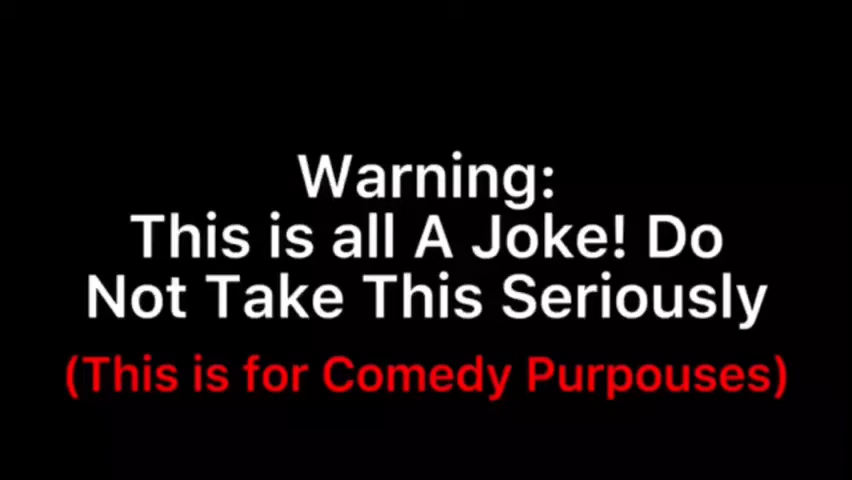 Warning:
This is all A Joke! Do
Not Take This Seriously
(This is for Comedy Purpouses)